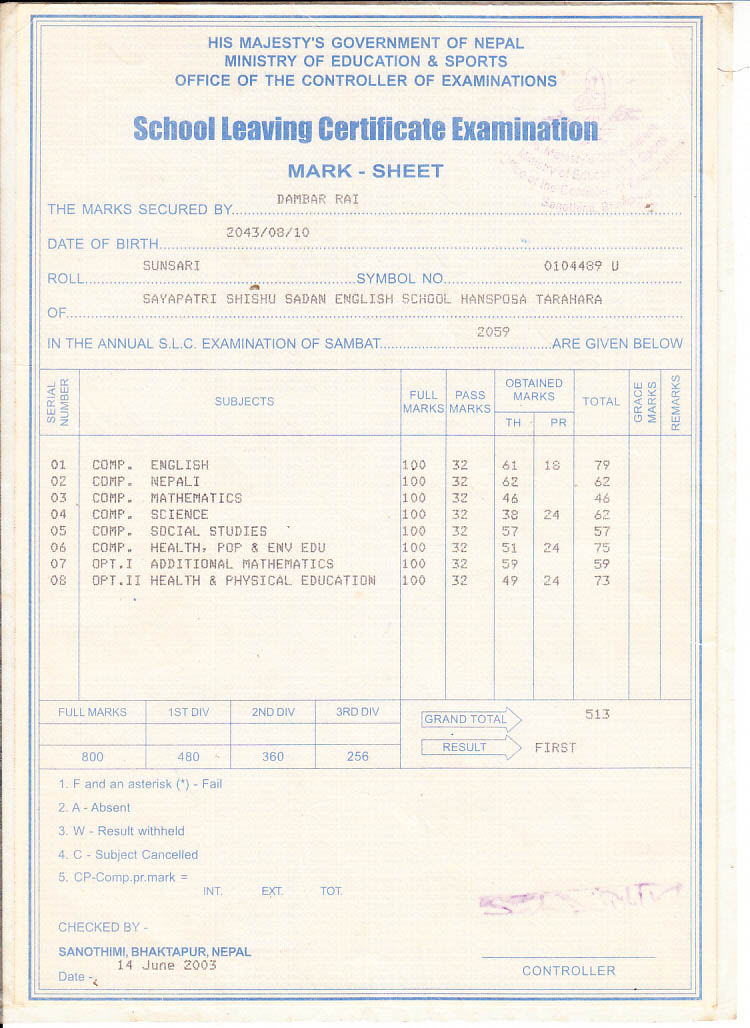 HIS MAJESTY'S GOVERNMENT OF NEPAL
MINISTRY OF EDUCATION & SPORTS
OFFICE OF THE CONTROLLER OF EXAMINATIONS
School Leaving Certificate Examination
MARK - SHEET
THE MARKS SECURED BY DAMBAR RAI
DATE OF BIRTH 2043/08/10
ROLL SUNSARI SYMBOL NO. 0104489 U
OF SAYAPATRI SHISHU SADAN ENGLISH SCHOOL HANSPOSA TARAHARA
IN THE ANNUAL S.L.C. EXAMINATION OF SAMBAT 2059 ARE GIVEN BELOW
SERIAL NUMBER SUBJECTS FULL MARKS PASS MARKS OBTAINED MARKS TH PR TOTAL GRACE MARKS REMARKS
01 COMP. ENGLISH 100 32 61 18 79
02 COMP. NEPALI 100 32 62 62
03 COMP. MATHEMATICS 100 32 46 46
04 COMP. SCIENCE 100 32 38 24 62
05 COMP. SOCIAL STUDIES 100 32 57 57
06 COMP. HEALTH, POP & ENV EDU 100 32 51 24 75
07 OPT.I ADDITIONAL MATHEMATICS 100 32 59 59
08 OPT.II HEALTH & PHYSICAL EDUCATION 100 32 49 24 73
FULL MARKS 1ST DIV 2ND DIV 3RD DIV GRAND TOTAL 513
800 480 360 256 RESULT FIRST
1. F and an asterisk (*) - Fail
2. A - Absent
3. W - Result withheld
4. C - Subject Cancelled
5. CP-Comp.pr.mark =
INT. EXT. TOT.
CHECKED BY -
SANOTHIMI, BHAKTAPUR, NEPAL
Date - 14 June 2003
CONTROLLER